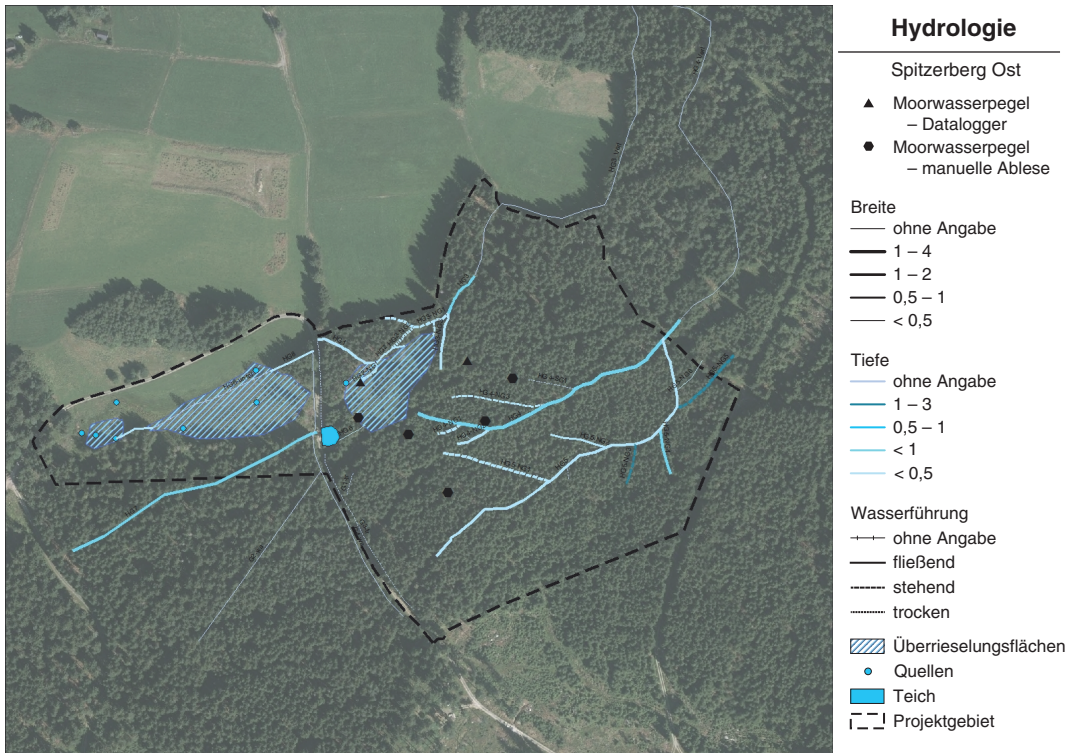 Hydrologie
Spitzerberg Ost
Moorwasserpegel
– Datalogger
Moorwasserpegel
– manuelle Ablese
Breite
ohne Angabe
1 – 4
1 – 2
0,5 – 1
< 0,5
Tiefe
ohne Angabe
1 – 3
0,5 – 1
< 1
< 0,5
Wasserführung
ohne Angabe
fließend
stehend
trocken
Überrieselungsflächen
Quellen
Teich
Projektgebiet